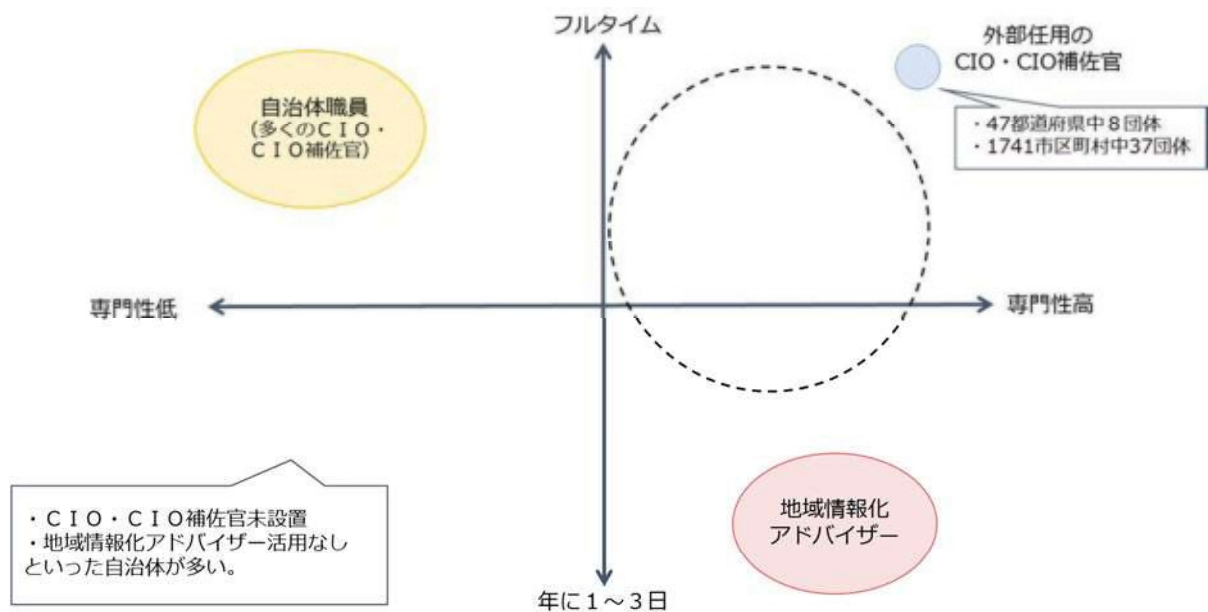 フルタイム
外部任用の
CIO・CIO補佐官
・47都道府県中８団体
・1741市区町村中37団体
自治体職員
(多くのＣＩＯ・
ＣＩＯ補佐官)
専門性低
専門性高
・ＣＩＯ・ＣＩＯ補佐官未設置
・地域情報化アドバイザー活用なし
といった自治体が多い。
地域情報化
アドバイザー
年に１～３日